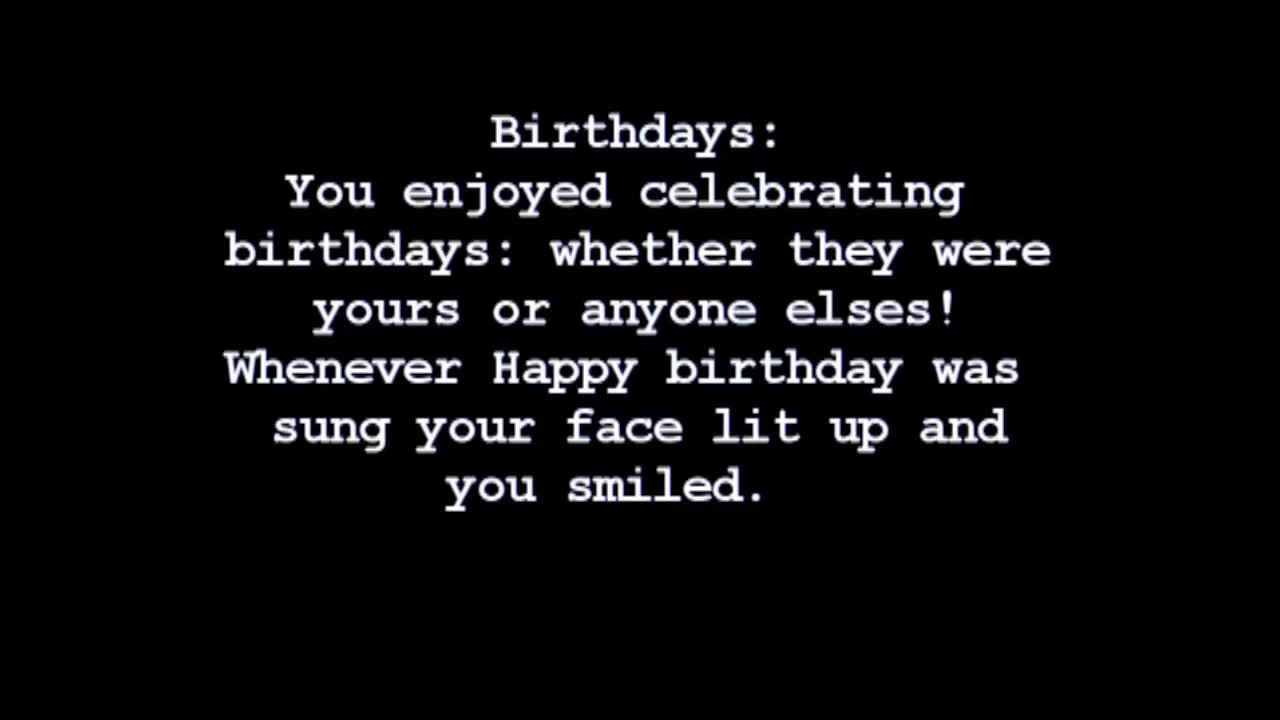 Birthdays:
You enjoyed celebrating
birthdays: whether they were
yours or anyone elses!
Whenever Happy birthday was
sung your face lit up and
you smiled.